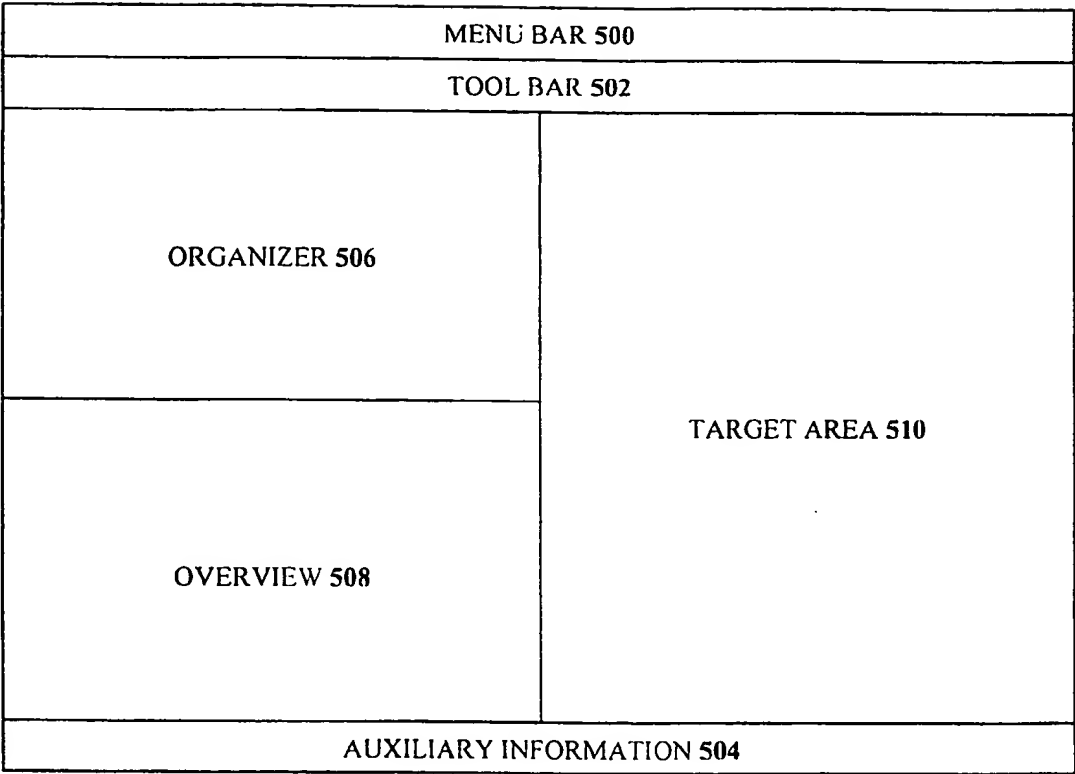 MENU BAR 500
TOOL BAR 502
ORGANIZER 506
TARGET AREA 510
OVERVIEW 508
AUXILIARY INFORMATION 504